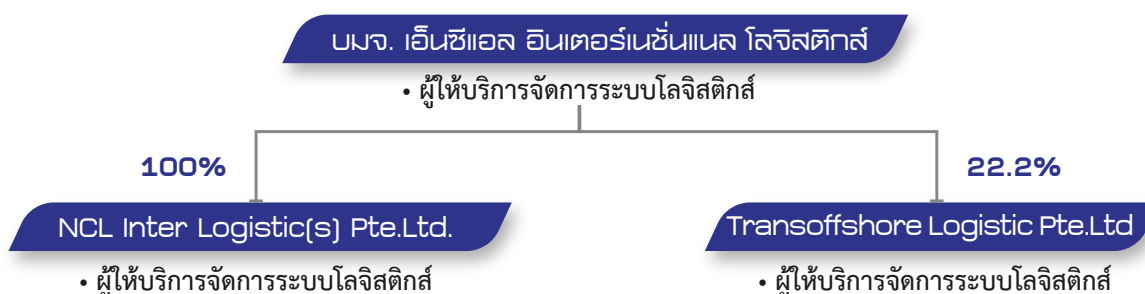 บมจ. เอ็นซีแอล อินเตอร์เนชั่นแนล โลจิสติกส์
• ผู้ให้บริการจัดการระบบโลจิสติกส์
100%
22.2%
NCL Inter Logistic(s) Pte.Ltd.
Transoffshore Logistic Pte.Ltd
• ผู้ให้บริการจัดการระบบโลจิสติกส์
• ผู้ให้บริการจัดการระบบโลจิสติกส์